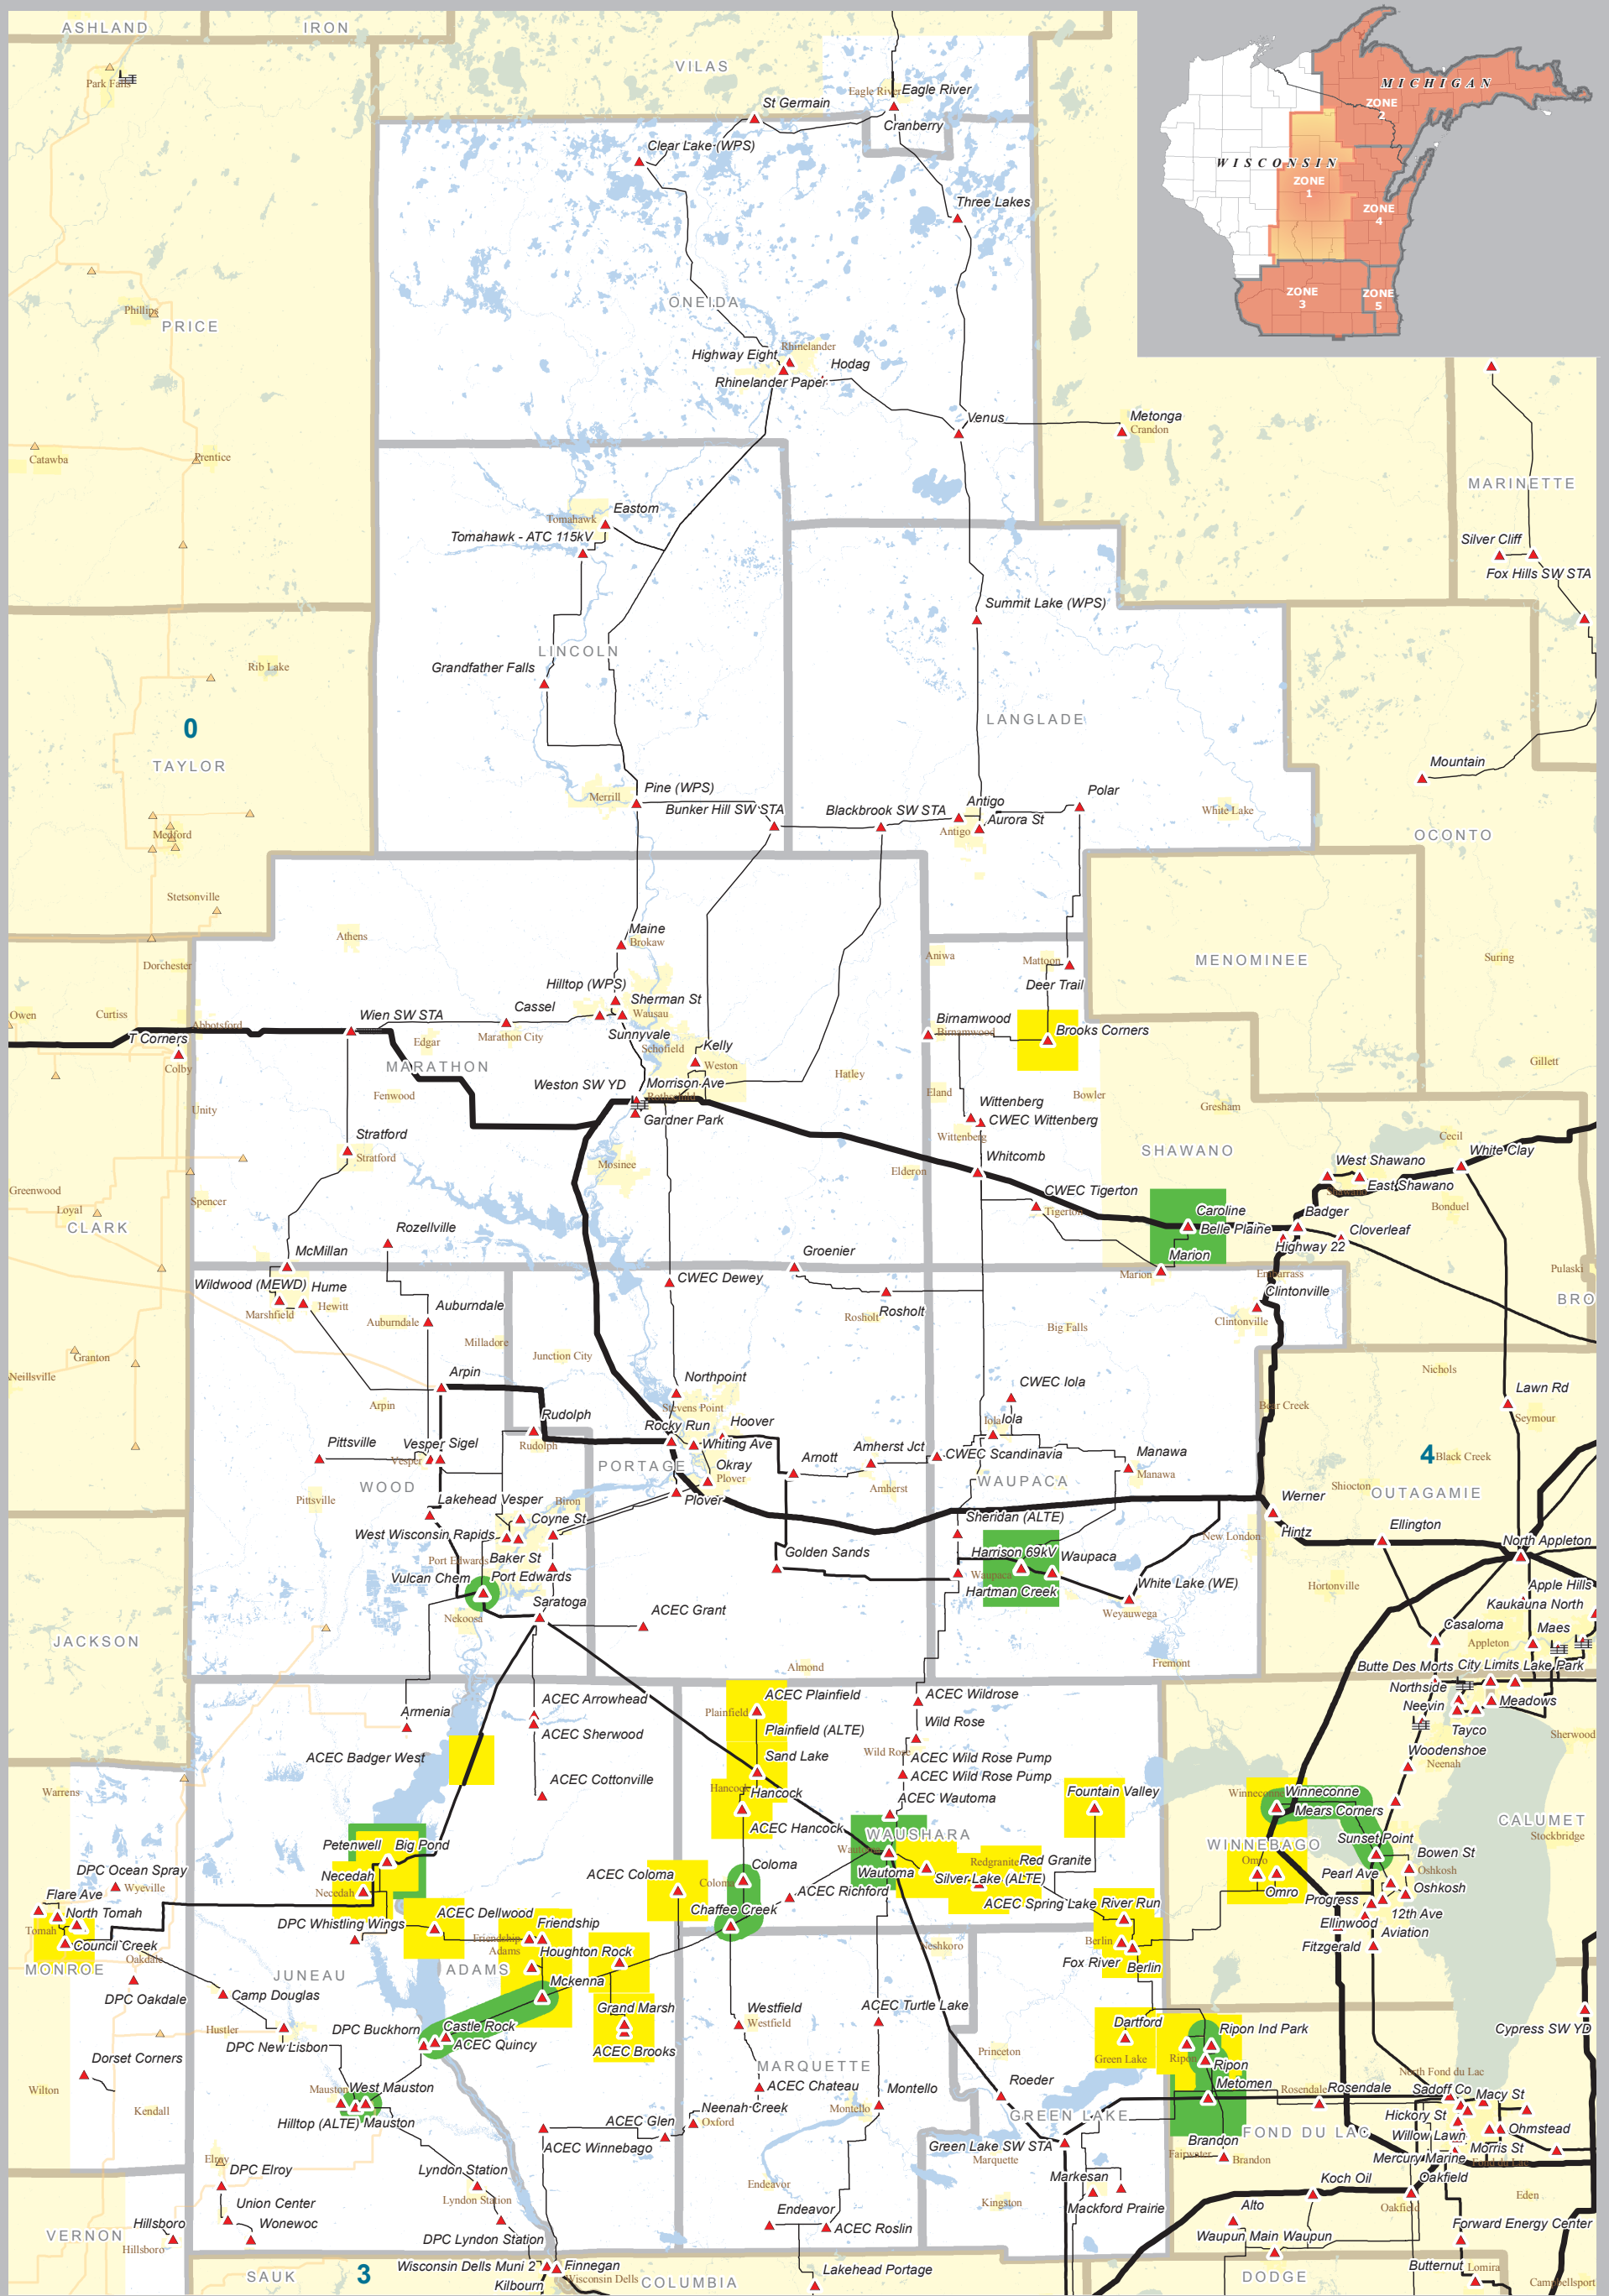 ASHLAND
IRON
VILAS
Park Falls
St Germain
Eagle River
Eagle River
Cranberry
Clear Lake (WPS)
Three Lakes
MICHIGAN
ZONE
2
WISCONSIN
ZONE
1
ZONE
4
ZONE
3
ZONE
5
ONEIDA
Phillips
PRICE
Rhinelander
Highway Eight
Hodag
Rhinelander Paper
Venus
Metonga
Crandon
Catawba
Prentice
MARINETTE
Eastom
Tomahawk
Tomahawk - ATC 115kV
Silver Cliff
Fox Hills SW STA
Summit Lake (WPS)
LINCOLN
Grandfather Falls
Rib Lake
LANGLADE
0
TAYLOR
Mountain
Pine (WPS)
Merrill
Bunker Hill SW STA
Blackbrook SW STA
Antigo
Antigo
Aurora St
Polar
White Lake
Medford
OCONTO
Stetsonville
Athens
Maine
Brokaw
Aniwa
Mattoon
MENOMINEE
Suring
Dorchester
Deer Trail
Hilltop (WPS)
Sherman St
Wausau
Cassel
Wien SW STA
Owen
Curtiss
Abbotsford
T Corners
Colby
Edgar
Marathon City
Sunnyvale
Schofield
Kelly
Weston
Birnamwood
Birnamwood
Brooks Corners
MARATHON
Weston SW YD
Morrison Ave
Rothschild
Gardner Park
Hatley
Gillett
Fenwood
Unity
Eland
Bowler
Gresham
Wittenberg
CWEC Wittenberg
Wittenberg
Stratford
Stratford
Mosinee
Elderon
Whitcomb
SHAWANO
Cecil
White Clay
West Shawano
East Shawano
Shawano
Greenwood
Loyal
CLARK
Spencer
CWEC Tigerton
Tigerton
Caroline
Belle Plaine
Badger
Bonduel
Cloverleaf
Highway 22
Rozellville
McMillan
Groenier
Marion
Marion
Embarrass
Pulaski
Wildwood (MEWD)
Hume
Hewitt
Marshfield
CWEC Dewey
Rosholt
Rosholt
Clintonville
Clintonville
BRO
Auburndale
Auburndale
Milladore
Big Falls
Granton
Neillsville
Junction City
Nichols
Arpin
Arpin
Northpoint
Stevens Point
CWEC Iola
Bear Creek
Lawn Rd
Seymour
Rudolph
Rudolph
Rocky Run
Hoover
Whiting Ave
Iola
Iola
Pittsville
Vesper
Sigel
Vesper
PORTAGE
Okray
Plover
Plover
Arnott
Amherst Jct
Amherst
CWEC Scandinavia
WAUPACA
Manawa
Manawa
4
Black Creek
Shiocton
OUTAGAMIE
WOOD
Pittsville
Lakehead Vesper
Biron
Coyne St
West Wisconsin Rapids
Sheridan (ALTE)
Werner
Hintz
New London
Ellington
North Appleton
Port Edwards
Baker St
Vulcan Chem
Port Edwards
Golden Sands
Harrison 69kV
Waupaca
Waupaca
Hartman Creek
White Lake (WE)
Weyauwega
Hortonville
Apple Hills
Kaukauna North
Nekoosa
Saratoga
ACEC Grant
Casaloma
Maes
Appleton
JACKSON
Almond
Fremont
Butte Des Morts
City Limits
Lake Park
Northside
Meadows
Neevin
Tayco
Sherwood
ACEC Arrowhead
ACEC Plainfield
Plainfield
ACEC Wildrose
Armenia
ACEC Sherwood
Plainfield (ALTE)
Wild Rose
Wild Rose
ACEC Badger West
Sand Lake
ACEC Wild Rose Pump
ACEC Wild Rose Pump
Woodenshoe
Neenah
Warrens
ACEC Cottonville
Hancock
Hancock
Fountain Valley
Winneconne
Winneconne
Mears Corners
ACEC Wautoma
CALUMET
Stockbridge
ACEC Hancock
WAUSHARA
WINNEBAGO
Sunset Point
Petenwell
Big Pond
Wautoma
Wautoma
Redgranite
Red Granite
Omro
Omro
Bowen St
Oshkosh
Pearl Ave
Oshkosh
DPC Ocean Spray
Wyeville
Necedah
Necedah
ACEC Coloma
Coloma
Coloma
Silver Lake (ALTE)
ACEC Spring Lake
River Run
Progress
12th Ave
Flare Ave
North Tomah
Tomah
Council Creek
DPC Whistling Wings
ACEC Dellwood
Friendship
Friendship
Adams
ACEC Richford
Chaffee Creek
Neshkoro
Berlin
Fox River
Berlin
Ellinwood
Fitzgerald
Aviation
Oakdale
MONROE
JUNEAU
ADAMS
Houghton Rock
Mckenna
DPC Oakdale
Camp Douglas
Grand Marsh
Westfield
Westfield
ACEC Turtle Lake
Dartford
Green Lake
Ripon Ind Park
Ripon
Ripon
Cypress SW YD
Hustler
DPC New Lisbon
DPC Buckhorn
Castle Rock
ACEC Quincy
ACEC Brooks
Princeton
Dorset Corners
Wilton
Kendall
MARQUETTE
ACEC Chateau
Roeder
Metomen
North Fond du Lac
Mauston
West Mauston
Hilltop (ALTE)
Mauston
ACEC Glen
Neenah Creek
Oxford
Montello
Montello
GREEN LAKE
Rosendale
Rosendale
Sadoff Co
Macy St
Hickory St
Ohmstead
Willow Lawn
Morris St
ACEC Winnebago
Green Lake SW STA
Marquette
Brandon
Brandon
Fairwater
FOND DU LAC
Mercury Marine
Fond du Lac
Elroy
DPC Elroy
Lyndon Station
Lyndon Station
Endeavor
Markesan
Mackford Prairie
Kingston
Koch Oil
Oakfield
Oakfield
Eden
Union Center
Wonewoc
Hillsboro
Hillsboro
VERNON
DPC Lyndon Station
Endeavor
ACEC Roslin
Alto
Waupun Main
Waupun
Forward Energy Center
Wisconsin Dells Muni 2
Finnegan
Wisconsin Dells
Kilbourn
Lakehead Portage
Butternut
Lomira
SAUK
3
COLUMBIA
DODGE
Campbellsport